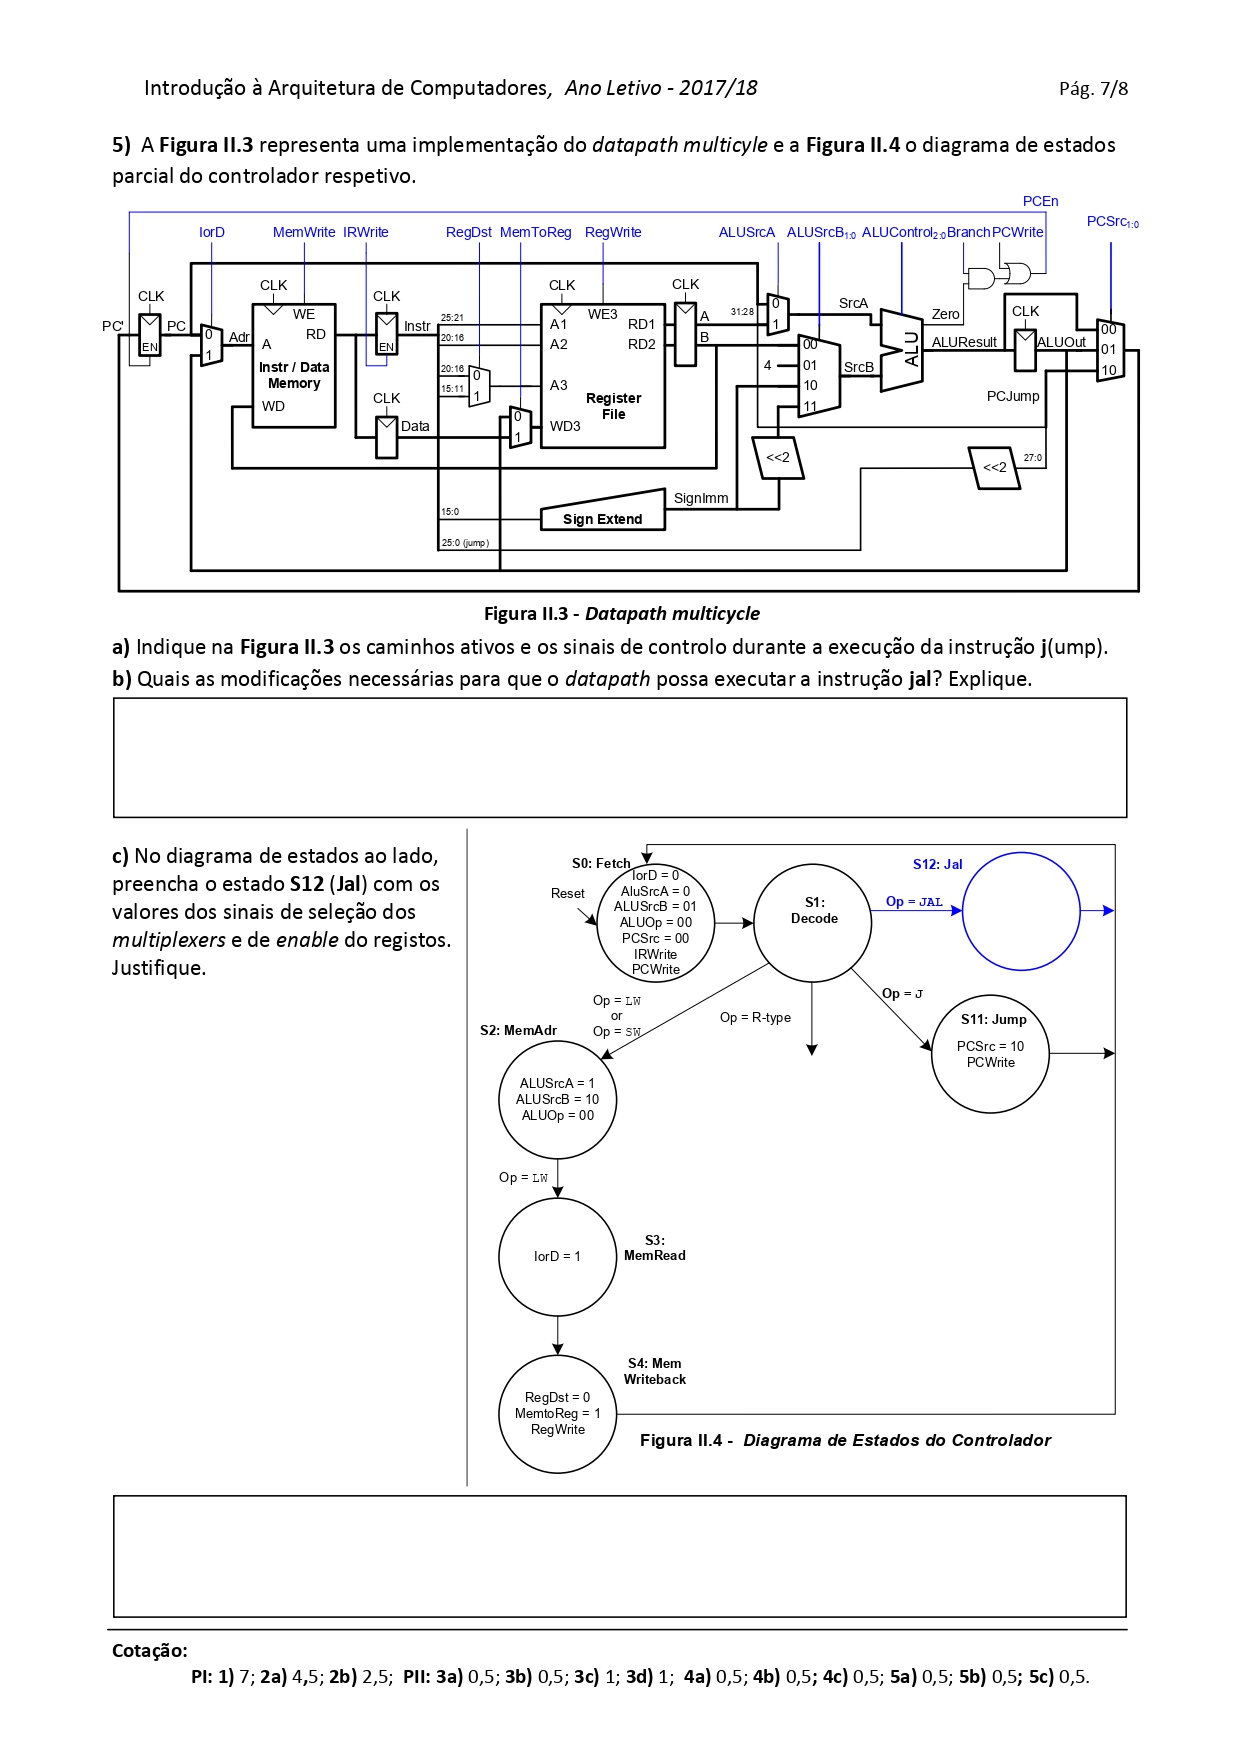 Introdução à Arquitetura de Computadores, Ano Letivo - 2017/18 Pág. 7/8
5) A Figura II.3 representa uma implementação do datapath multicyle e a Figura II.4 o diagrama de estados
parcial do controlador respetivo.
PCEn
IorD MemWrite IRWrite RegDst MemToReg RegWrite ALUSrcA ALUSrcB1:0 ALUControl2:0 Branch PCWrite PCSrc1:0
CLK CLK CLK CLK CLK CLK
PC' PC EN 0 1 Adr
WE A RD Instr / Data Memory WD
EN Instr
CLK Data
25:21
20:16
20:16
15:11
0 1
0 1
A1 A2 A3 WD3 WE3 RD1 RD2 Register File
A B
31:28
0 1
SrcA
4
00 01 10 11
SrcB
ALU
Zero
ALUResult
ALUOut
00 01 10
PCJump
<<2
<<2
27:0
15:0
Sign Extend
SignImm
25:0 (jump)
Figura II.3 - Datapath multicycle
a) Indique na Figura II.3 os caminhos ativos e os sinais de controlo durante a execução da instrução j(ump).
b) Quais as modificações necessárias para que o datapath possa executar a instrução jal? Explique.
c) No diagrama de estados ao lado,
preencha o estado S12 (Jal) com os
valores dos sinais de seleção dos
multiplexers e de enable do registos.
Justifique.
S0: Fetch
Reset
IorD = 0
AluSrcA = 0
ALUSrcB = 01
ALUOp = 00
PCSrc = 00
IRWrite
PCWrite
S1:
Decode
S12: Jal
Op = JAL
Op = J
S11: Jump
PCSrc = 10
PCWrite
Op = R-type
Op = LW
or
Op = SW
S2: MemAdr
ALUSrcA = 1
ALUSrcB = 10
ALUOp = 00
Op = LW
IorD = 1
S3:
MemRead
S4: Mem
Writeback
RegDst = 0
MemtoReg = 1
RegWrite
Figura II.4 - Diagrama de Estados do Controlador
Cotação:
PI: 1) 7; 2a) 4,5; 2b) 2,5; PII: 3a) 0,5; 3b) 0,5; 3c) 1; 3d) 1; 4a) 0,5; 4b) 0,5; 4c) 0,5; 5a) 0,5; 5b) 0,5; 5c) 0,5.